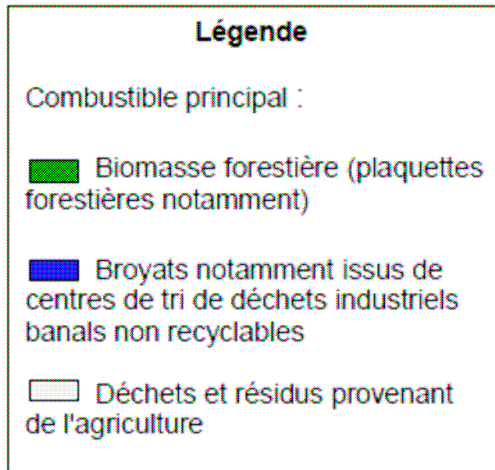 Légende
Combustible principal :
Biomasse forestière (plaquettes
forestières notamment)
Broyats notamment issus de
centres de tri de déchets industriels
banals non recyclables
Déchets et résidus provenant
de l'agriculture